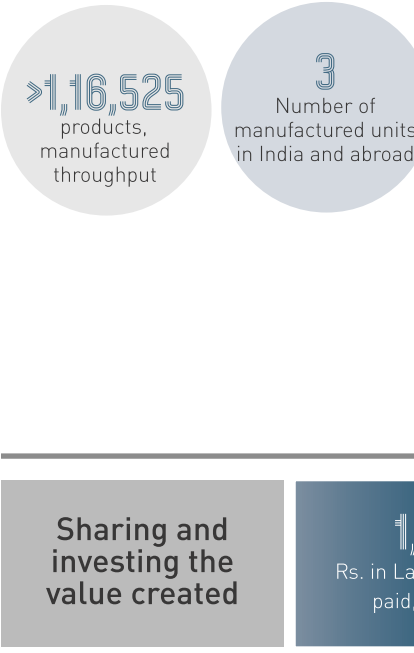 >1,16,525
products,
manufactured
throughput
3
Number of
manufactured units
in India and abroad
Sharing and
investing the
value created
1,
Rs. in La
paid,